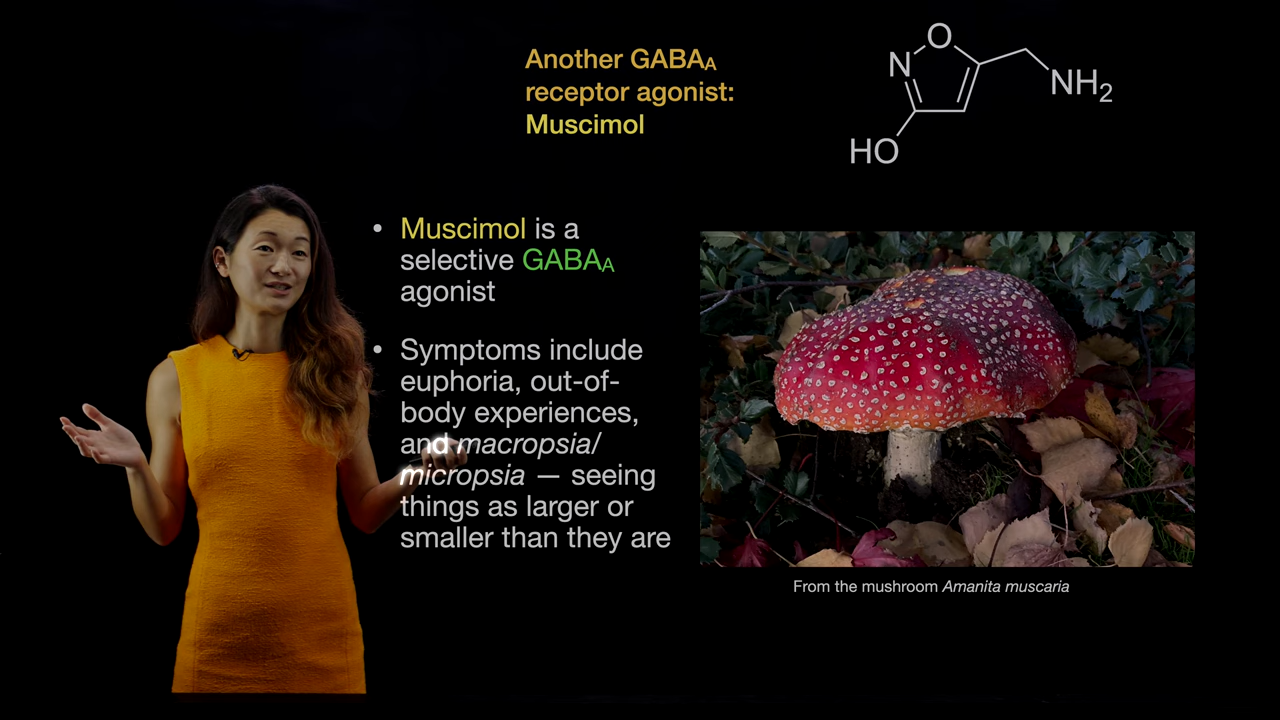 Another GABAA
receptor agonist:
Muscimol
O
N
NH2
HO
• Muscimol is a
selective GABAA
agonist
• Symptoms include
euphoria, out-of-
body experiences,
and macropsia/
micropsia — seeing
things as larger or
smaller than they are
From the mushroom Amanita muscaria